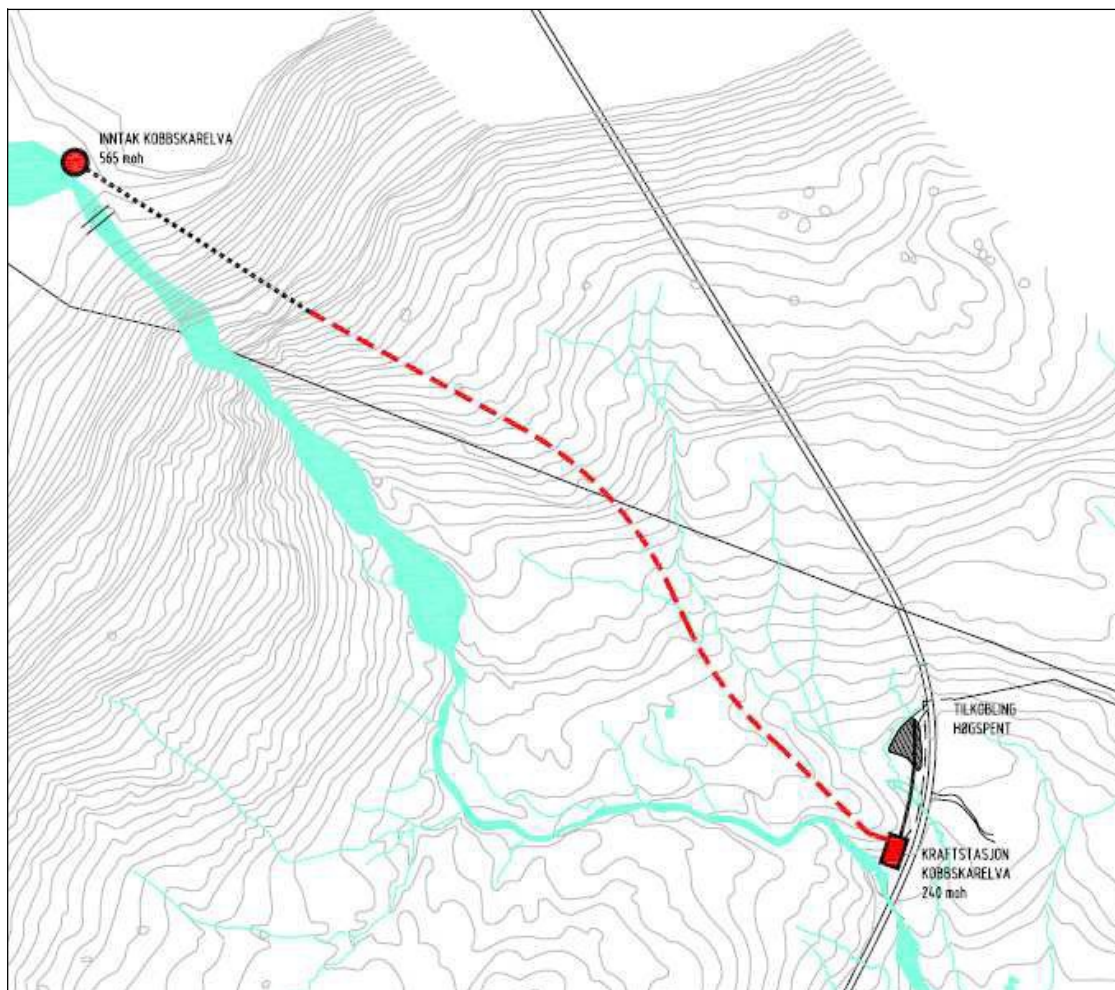 INNTAK KOBBSKARELVA
565 moh
TILKOBLING
HØGSPENT
KRAFTSTASJON
KOBBSKARELVA
240 moh